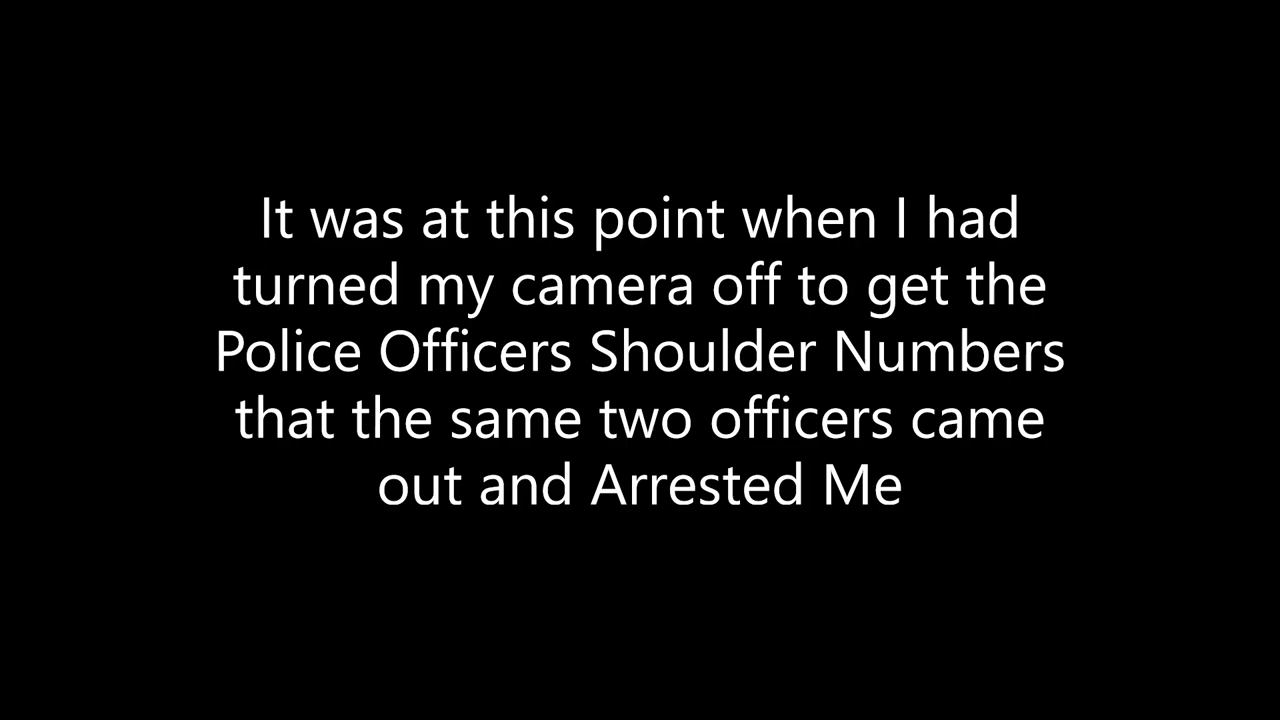 It was at this point when I had
turned my camera off to get the
Police Officers Shoulder Numbers
that the same two officers came
out and Arrested Me